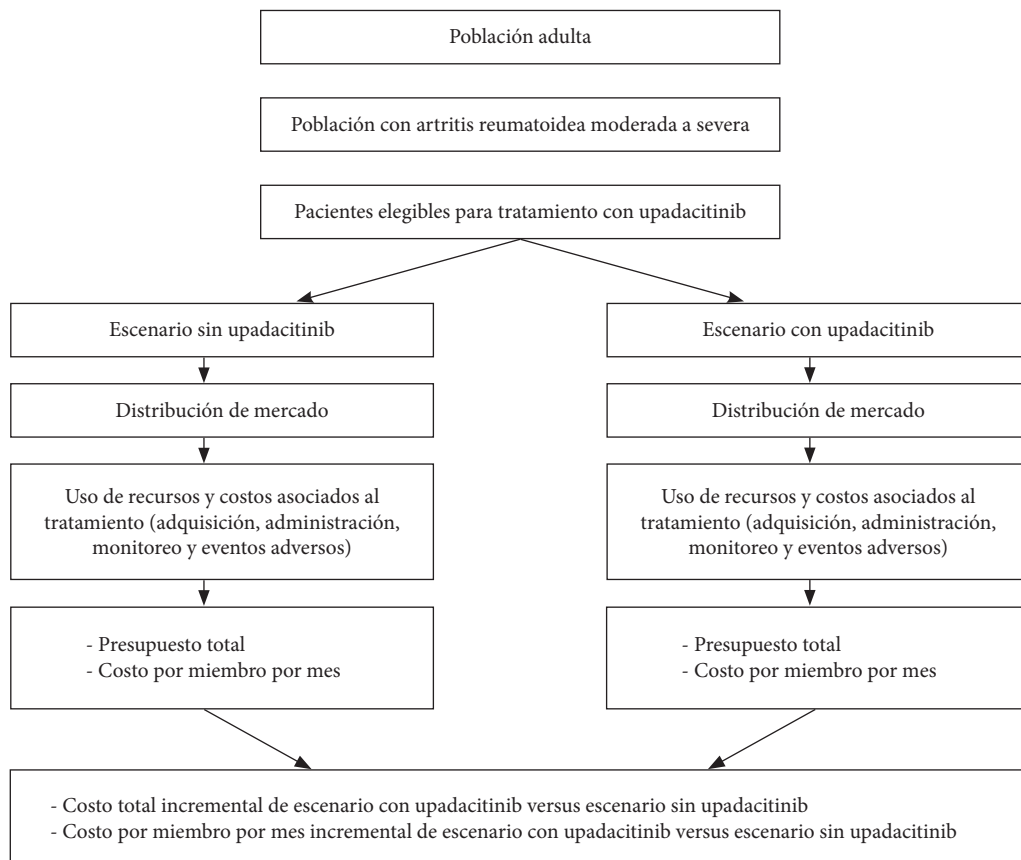 Población adulta
Población con artritis reumatoidea moderada a severa
Pacientes elegibles para tratamiento con upadacitinib
Escenario sin upadacitinib
Distribución de mercado
Uso de recursos y costos asociados al
tratamiento (adquisición, administración,
monitoreo y eventos adversos)
- Presupuesto total
- Costo por miembro por mes
Escenario con upadacitinib
Distribución de mercado
Uso de recursos y costos asociados al
tratamiento (adquisición, administración,
monitoreo y eventos adversos)
- Presupuesto total
- Costo por miembro por mes
- Costo total incremental de escenario con upadacitinib versus escenario sin upadacitinib
- Costo por miembro por mes incremental de escenario con upadacitinib versus escenario sin upadacitinib